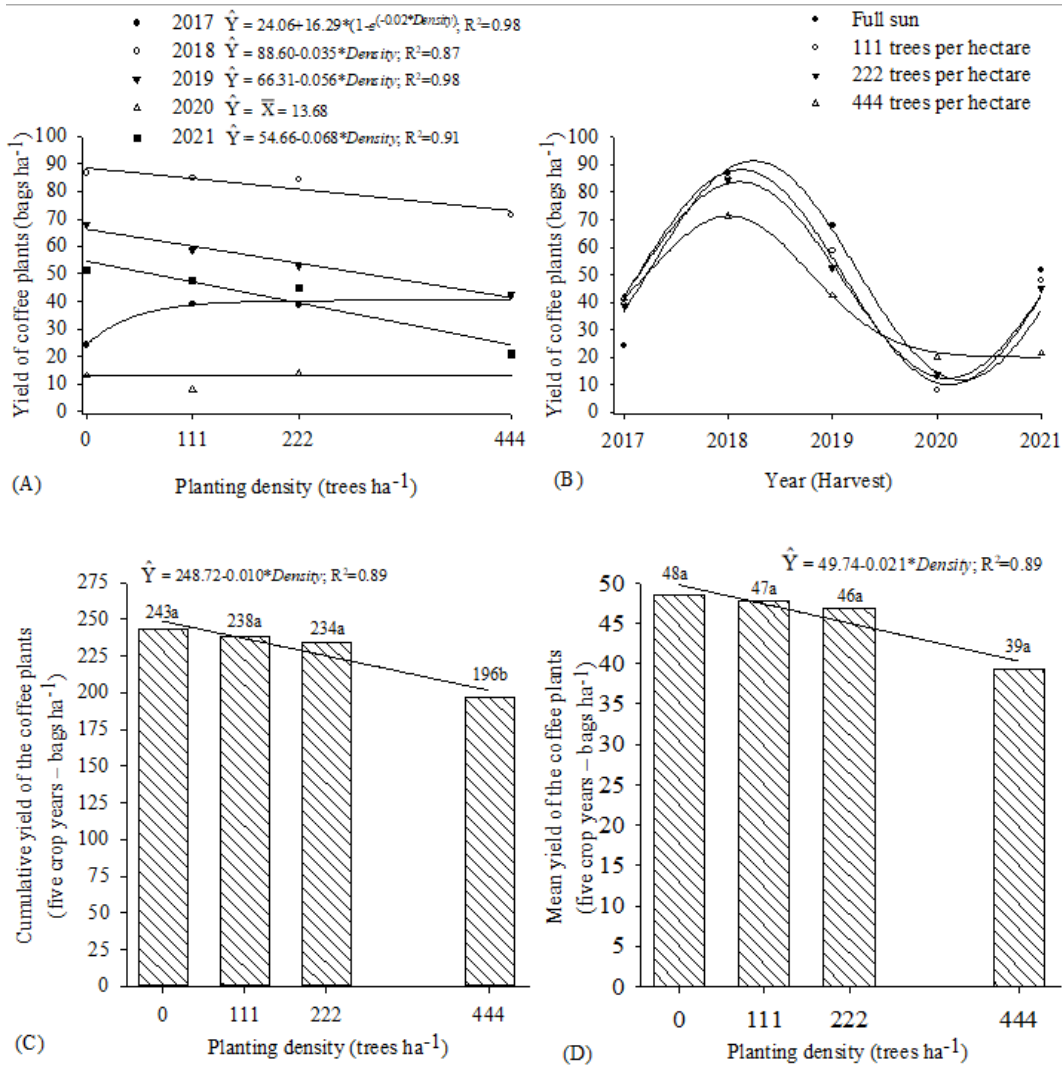 2017 Ŷ = 24.06+16.29*(1-e^(-0.02*Density); R²=0.98
2018 Ŷ = 88.60-0.035*Density; R²=0.87
2019 Ŷ = 66.31-0.056*Density; R²=0.98
2020 Ŷ = X̄ = 13.68
2021 Ŷ = 54.66-0.068*Density; R²=0.91
100
90
80
70
60
50
40
30
20
10
0
Yield of coffee plants (bags ha⁻¹)
0 111 222 444
(A) Planting density (trees ha⁻¹)
Full sun
111 trees per hectare
222 trees per hectare
444 trees per hectare
100
90
80
70
60
50
40
30
20
10
0
Yield of coffee plants (bags ha⁻¹)
2017 2018 2019 2020 2021
(B) Year (Harvest)
Ŷ = 248.72-0.010*Density; R²=0.89
275
250
225
200
175
150
125
100
75
50
25
0
Cumulative yield of the coffee plants
(five crop years – bags ha⁻¹)
243a 238a 234a 196b
0 111 222 444
(C) Planting density (trees ha⁻¹)
Ŷ = 49.74-0.021*Density; R²=0.89
50
45
40
35
30
25
20
15
10
5
0
Mean yield of the coffee plants
(five crop years – bags ha⁻¹)
48a 47a 46a 39a
0 111 222 444
(D) Planting density (trees ha⁻¹)